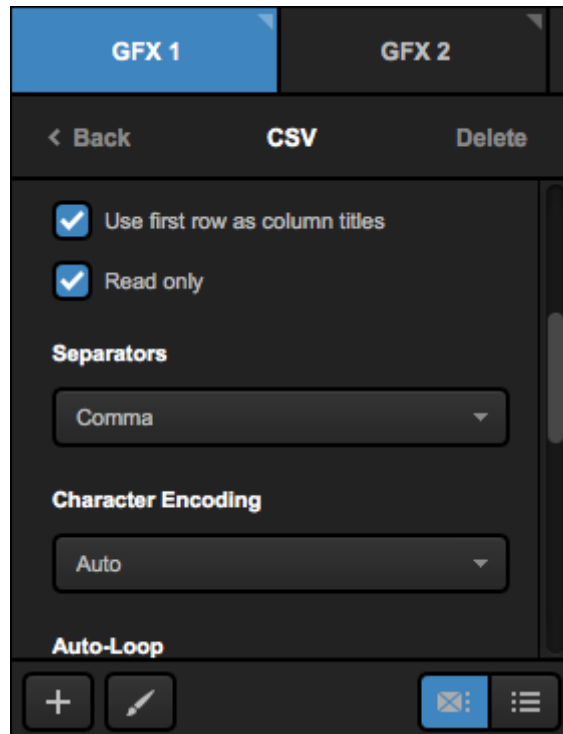 GFX 1
GFX 2
Back
CSV
Delete
Use first row as column titles
Read only
Separators
Comma
Character Encoding
Auto
Auto-Loop